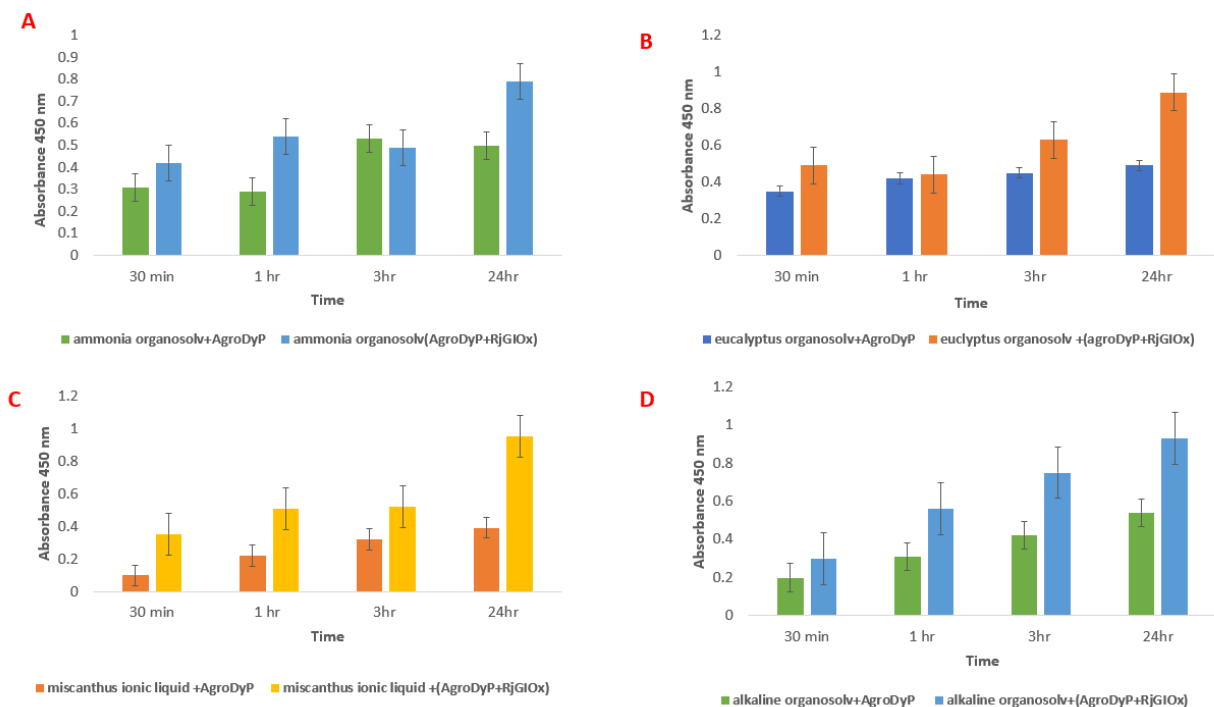 A
1
0.9
0.8
0.7
0.6
0.5
0.4
0.3
0.2
0.1
0
Absorbance 450 nm
30 min 1 hr 3hr 24hr
Time
ammonia organosolv+AgroDyP ammonia organosolv(AgroDyP+RjGlOx)
B
1.2
1
0.8
0.6
0.4
0.2
0
Absorbance 450 nm
30 min 1 hr 3hr 24hr
Time
eucalyptus organosolv+AgroDyP euclyptus organosolv +(agroDyP+RjGlOx)
C
1.2
1
0.8
0.6
0.4
0.2
0
Absorbance 450 nm
30 min 1 hr 3hr 24hr
Time
miscanthus ionic liquid +AgroDyP miscanthus ionic liquid +(AgroDyP+RjGlOx)
D
1.2
1
0.8
0.6
0.4
0.2
0
Absorbance 450 nm
30 min 1 hr 3hr 24hr
Time
alkaline organosolv+AgroDyP alkaline organosolv+(AgroDyP+RjGlOx)